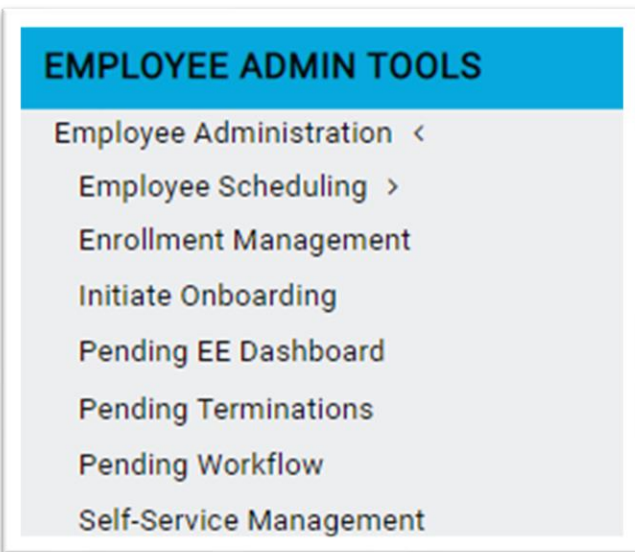 EMPLOYEE ADMIN TOOLS
Employee Administration <
Employee Scheduling >
Enrollment Management
Initiate Onboarding
Pending EE Dashboard
Pending Terminations
Pending Workflow
Self-Service Management